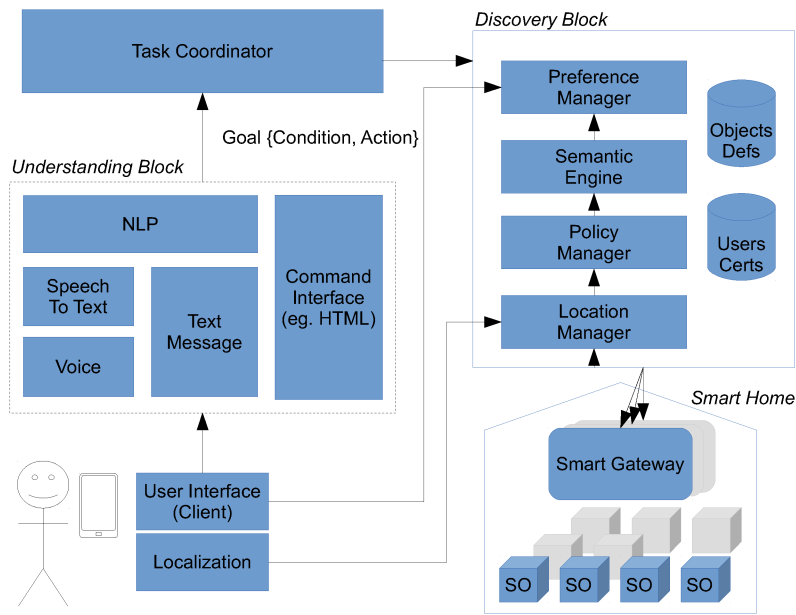 Discovery Block
Task Coordinator
Preference
Manager
Objects
Defs
Goal {Condition, Action}
Understanding Block
Semantic
Engine
NLP
Policy
Manager
Users
Certs
Speech
To Text
Text
Message
Command
Interface
(eg. HTML)
Voice
Location
Manager
Smart Home
Smart Gateway
User Interface
(Client)
Localization
SO
SO
SO
SO